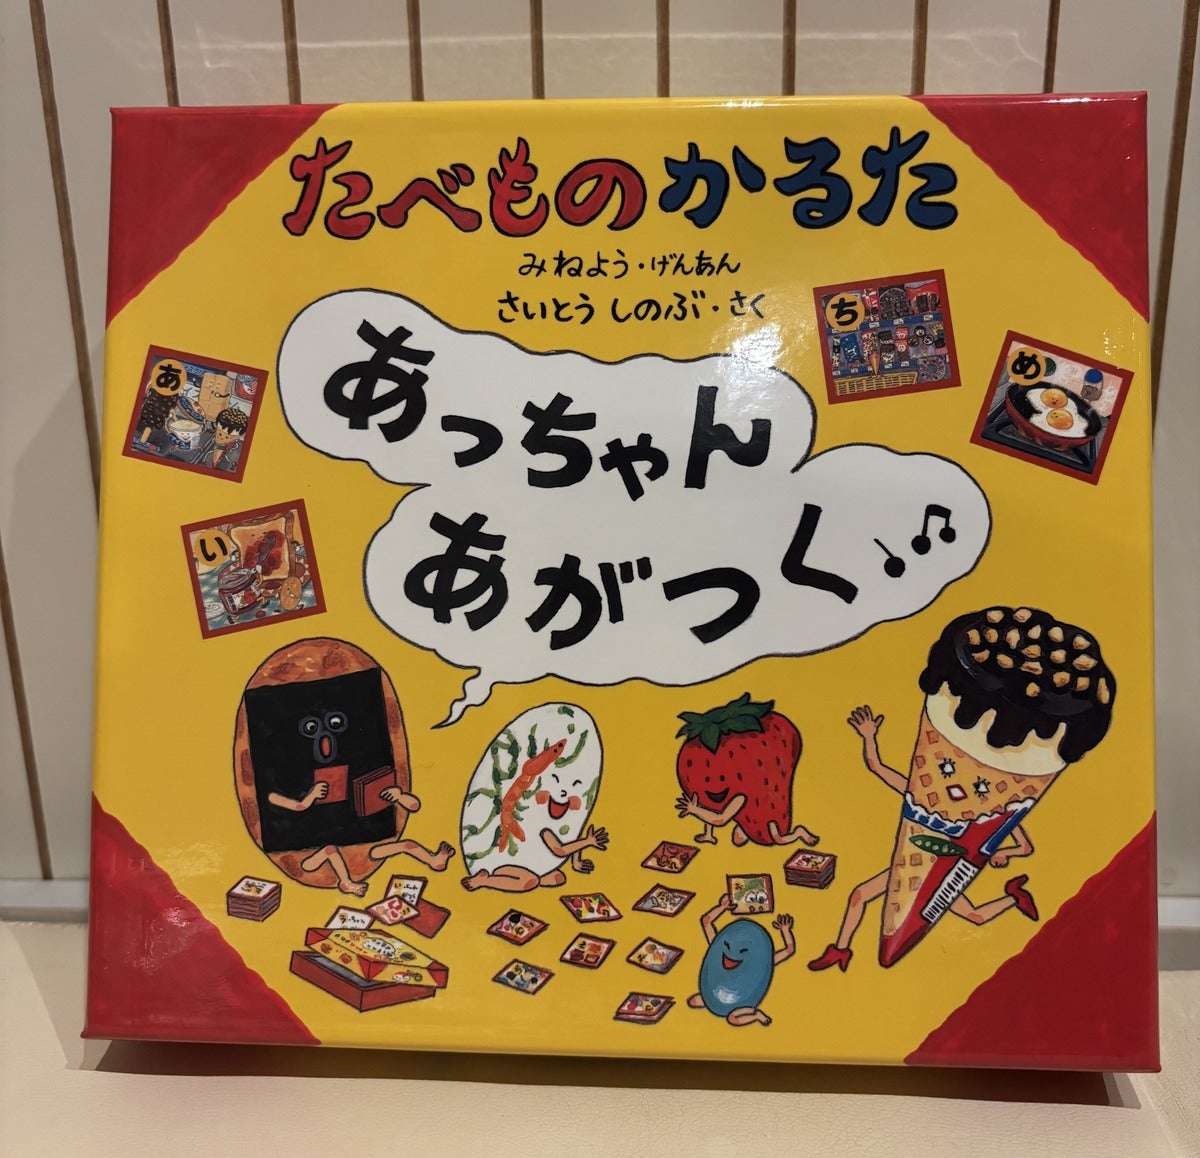 たべものかるた
みねよう・げんあん
さいとうしのぶ・さく
あっちゃん
あがつく
あ
い
ち
め